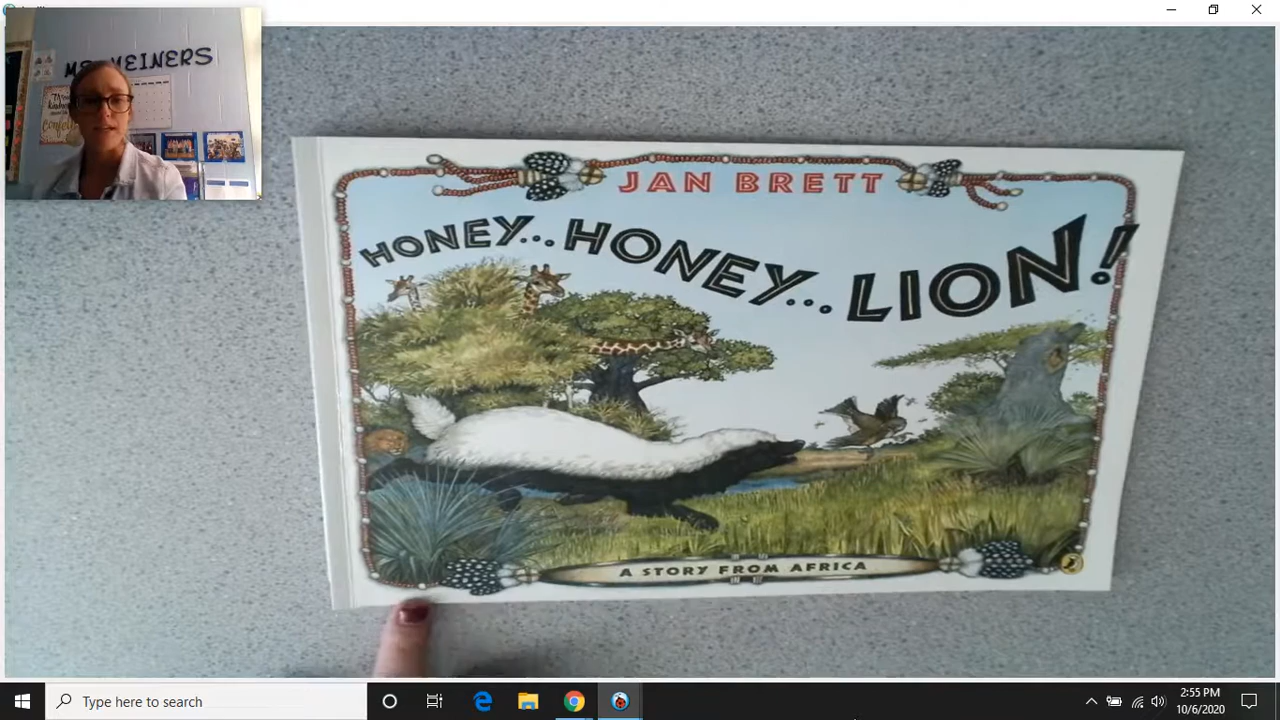 MEINERS
JAN BRETT
HONEY...HONEY...LION!
A STORY FROM AFRICA
Type here to search
2:55 PM
10/6/2020